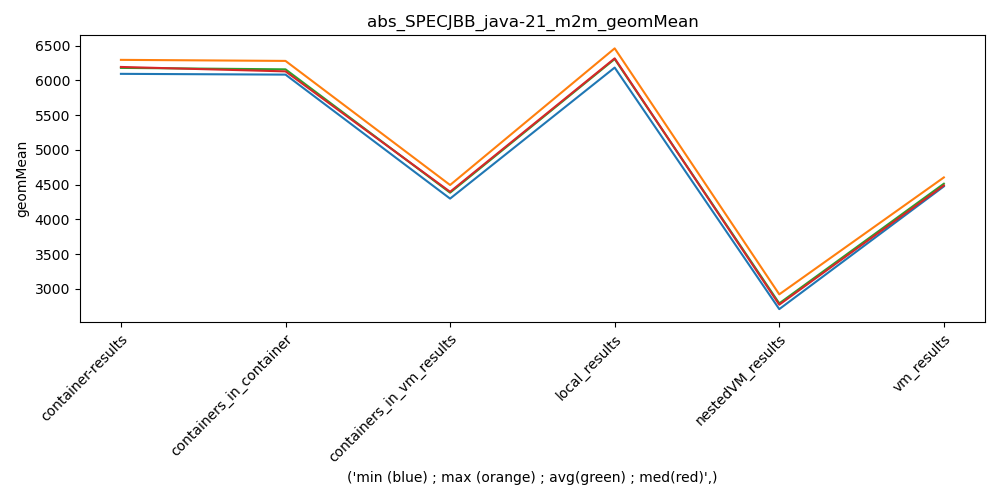 abs_SPECJBB_java-21_m2m_geomMean
geomMean
6500
6000
5500
5000
4500
4000
3500
3000
container-results
containers_in_container
containers_in_vm_results
local_results
nestedVM_results
vm_results
('min (blue) ; max (orange) ; avg(green) ; med(red)',)